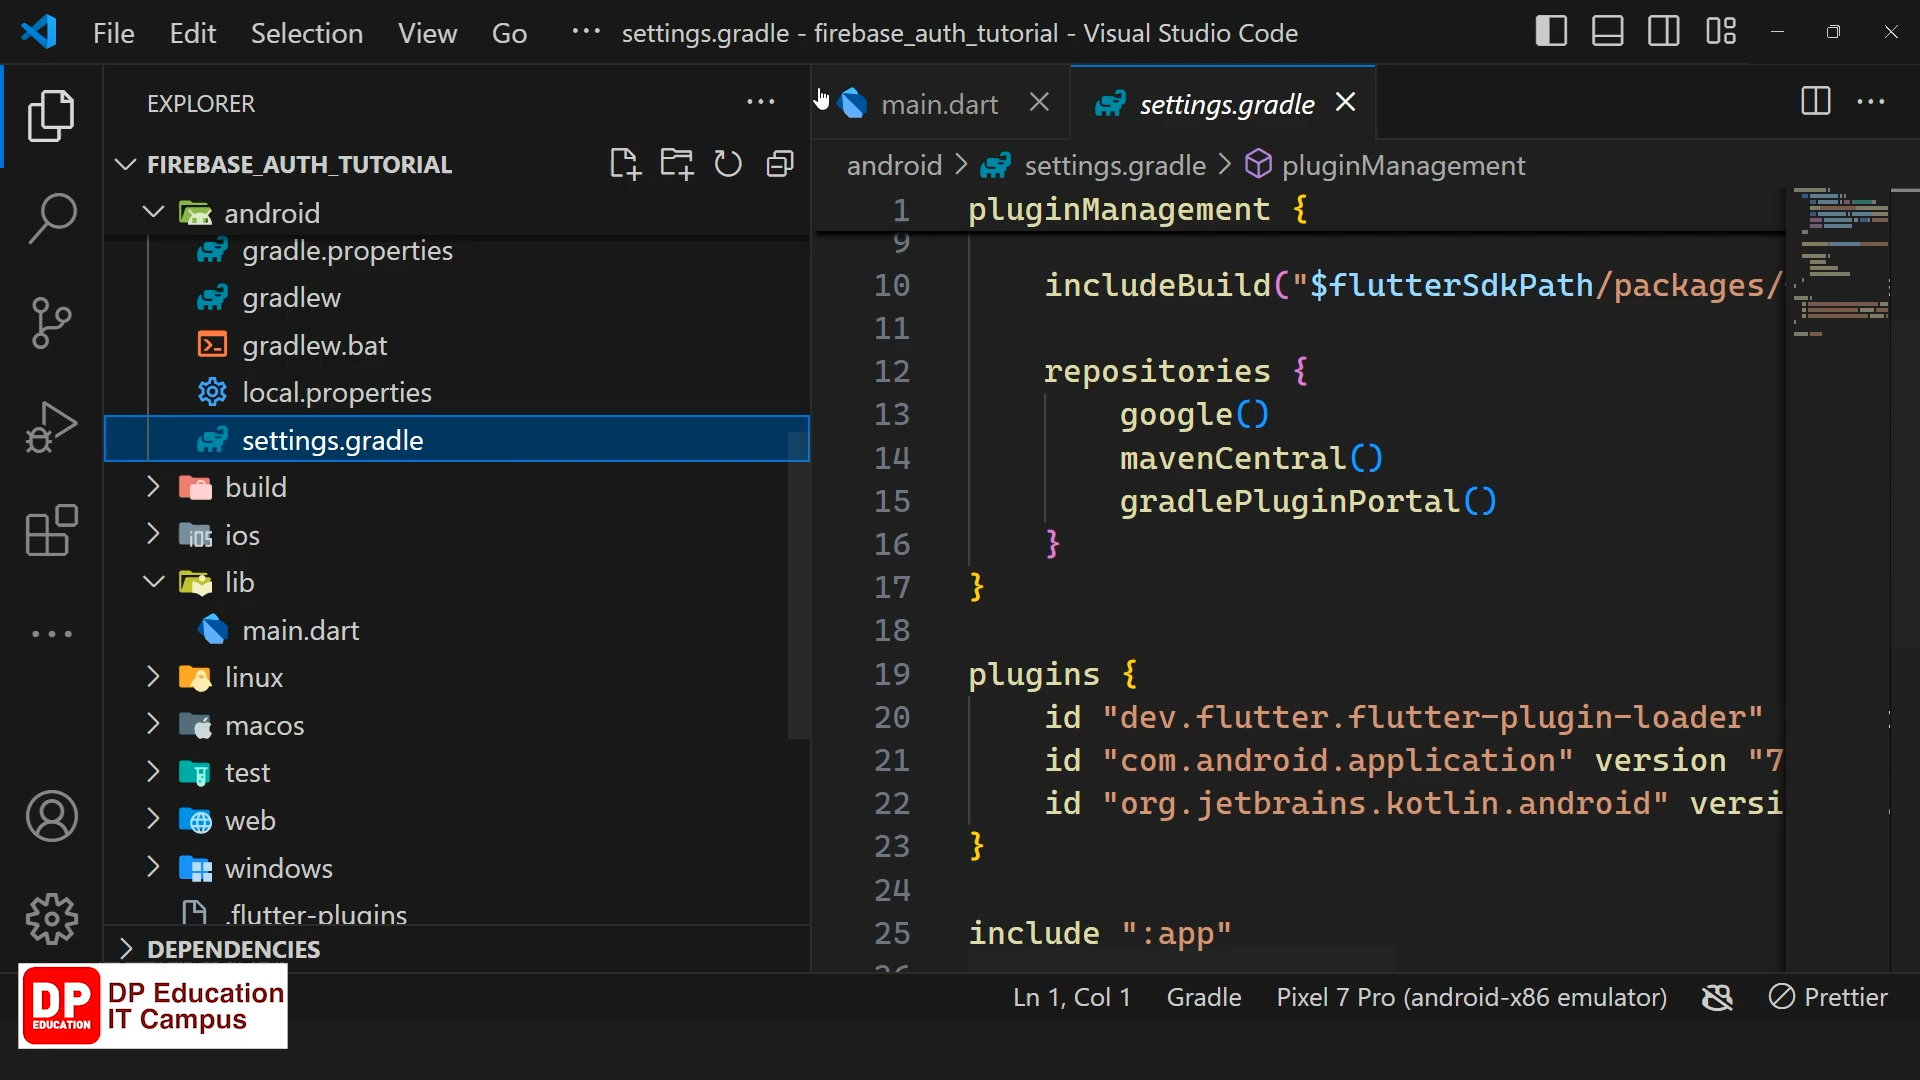 File Edit Selection View Go ··· settings.gradle - firebase_auth_tutorial - Visual Studio Code
EXPLORER
FIREBASE_AUTH_TUTORIAL
android
gradle.properties
gradlew
gradlew.bat
local.properties
settings.gradle
build
ios
lib
main.dart
linux
macos
test
web
windows
.flutter-plugins
DEPENDENCIES
main.dart settings.gradle
android > settings.gradle > pluginManagement
1 pluginManagement {
9
10 includeBuild("$flutterSdkPath/packages/
11
12 repositories {
13 google()
14 mavenCentral()
15 gradlePluginPortal()
16 }
17 }
18
19 plugins {
20 id "dev.flutter.flutter-plugin-loader"
21 id "com.android.application" version "7
22 id "org.jetbrains.kotlin.android" versi
23 }
24
25 include ":app"
Ln 1, Col 1 Gradle Pixel 7 Pro (android-x86 emulator) Prettier
DP EDUCATION
DP Education
IT Campus